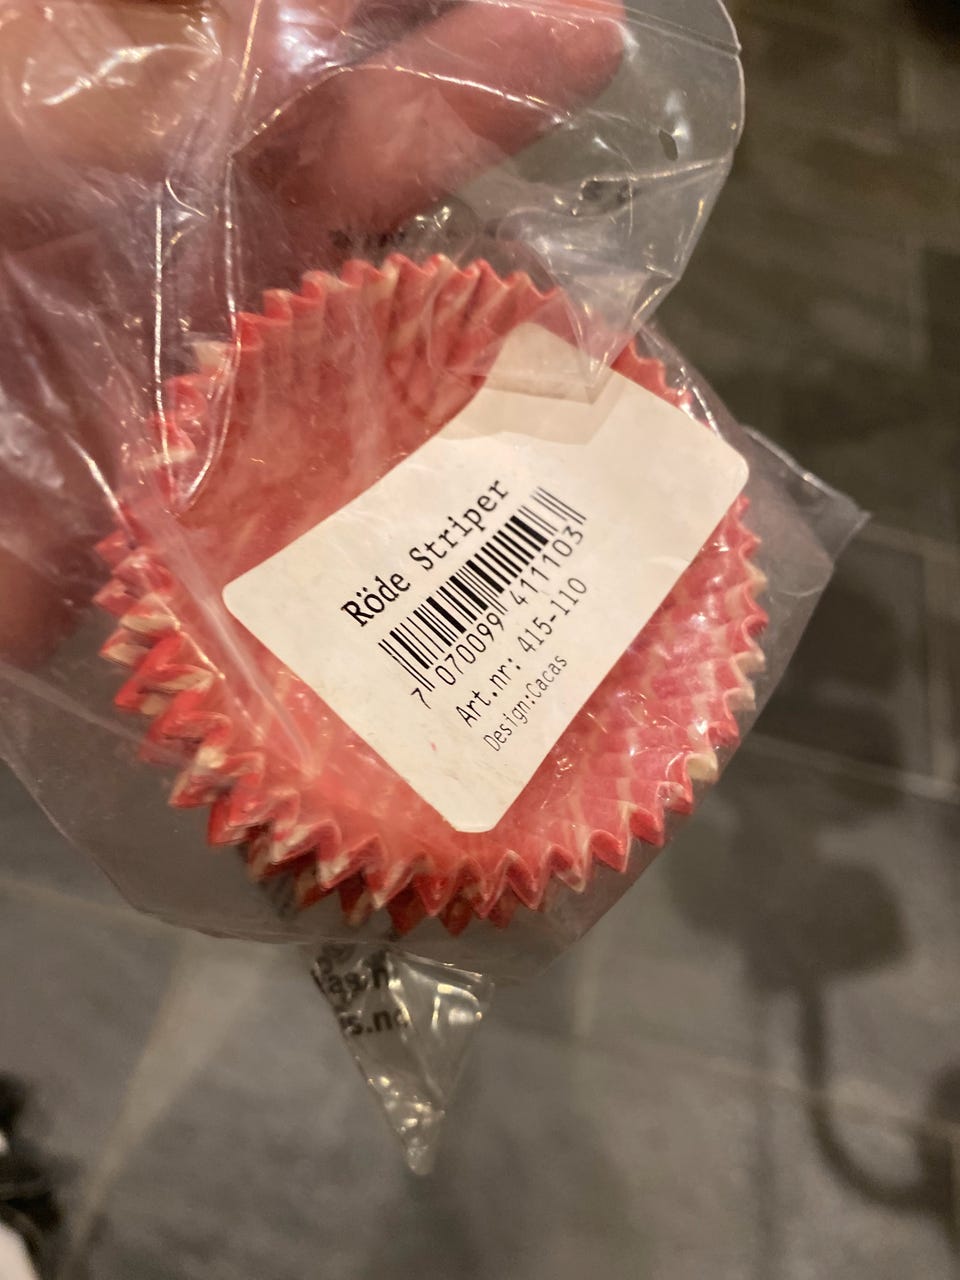 Röde Striper
7 070099 411103
Art.nr: 415-110
Design:Cacas